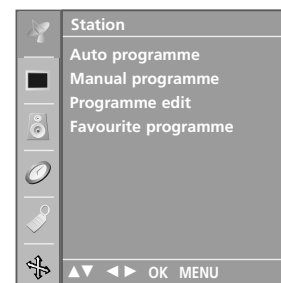 Station
Auto programme
Manual programme
Programme edit
Favourite programme
▲▼ ◄► OK MENU